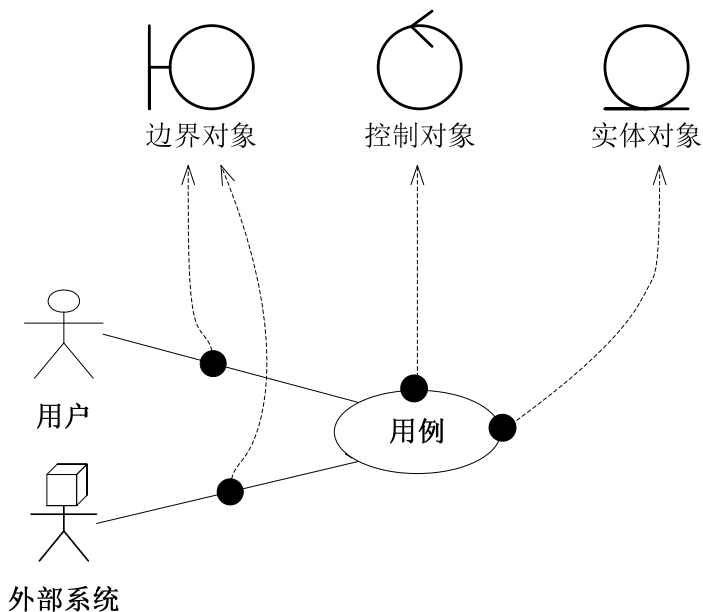 边界对象
控制对象
实体对象
用户
用例
外部系统